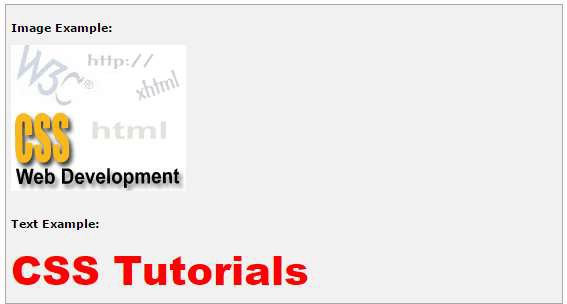 Image Example:
W3C®
http://
xhtml
html
CSS
Web Development
Text Example:
CSS Tutorials